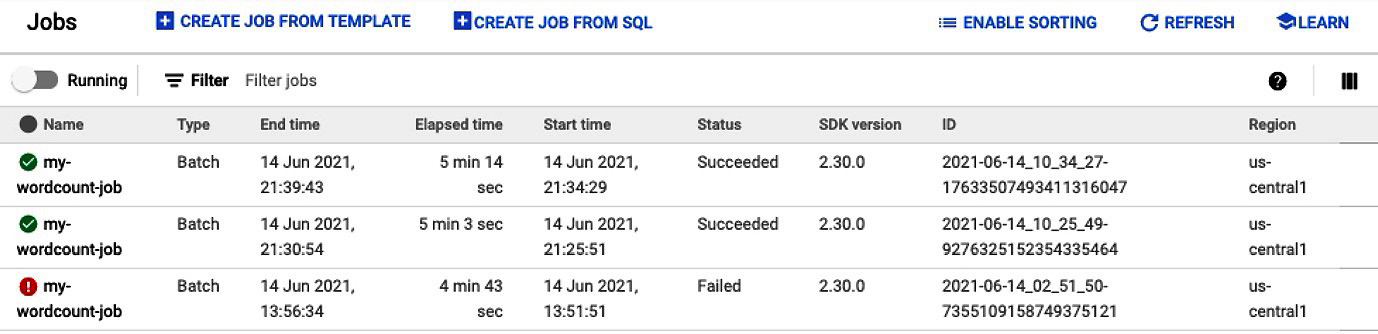 Jobs CREATE JOB FROM TEMPLATE CREATE JOB FROM SQL ENABLE SORTING REFRESH LEARN
Running Filter Filter jobs
Name Type End time Elapsed time Start time Status SDK version ID Region
my- Batch 14 Jun 2021, 5 min 14 14 Jun 2021, Succeeded 2.30.0 2021-06-14_10_34_27- us-
wordcount-job 21:39:43 sec 21:34:29 17633507493411316047 central1
my- Batch 14 Jun 2021, 5 min 3 sec 14 Jun 2021, Succeeded 2.30.0 2021-06-14_10_25_49- us-
wordcount-job 21:30:54 21:25:51 9276325152354335464 central1
my- Batch 14 Jun 2021, 4 min 43 14 Jun 2021, Failed 2.30.0 2021-06-14_02_51_50- us-
wordcount-job 13:56:34 sec 13:51:51 7355109158749375121 central1